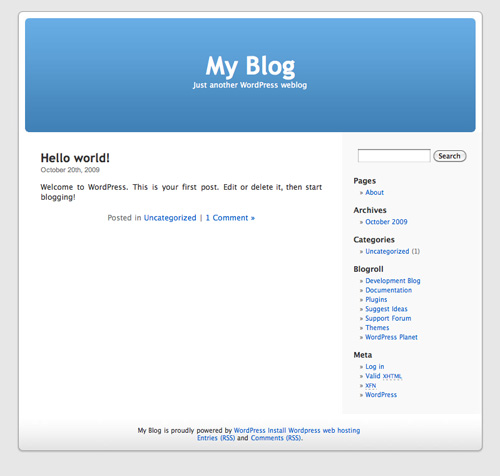 My Blog
Just another WordPress weblog
Hello world!
October 20th, 2009
Welcome to WordPress. This is your first post. Edit or delete it, then start
blogging!
Posted in Uncategorized | 1 Comment »
Search
Pages
» About
Archives
» October 2009
Categories
» Uncategorized (1)
Blogroll
» Development Blog
» Documentation
» Plugins
» Suggest Ideas
» Support Forum
» Themes
» WordPress Planet
Meta
» Log in
» Valid XHTML
» XFN
» WordPress
My Blog is proudly powered by WordPress Install Wordpress web hosting
Entries (RSS) and Comments (RSS).